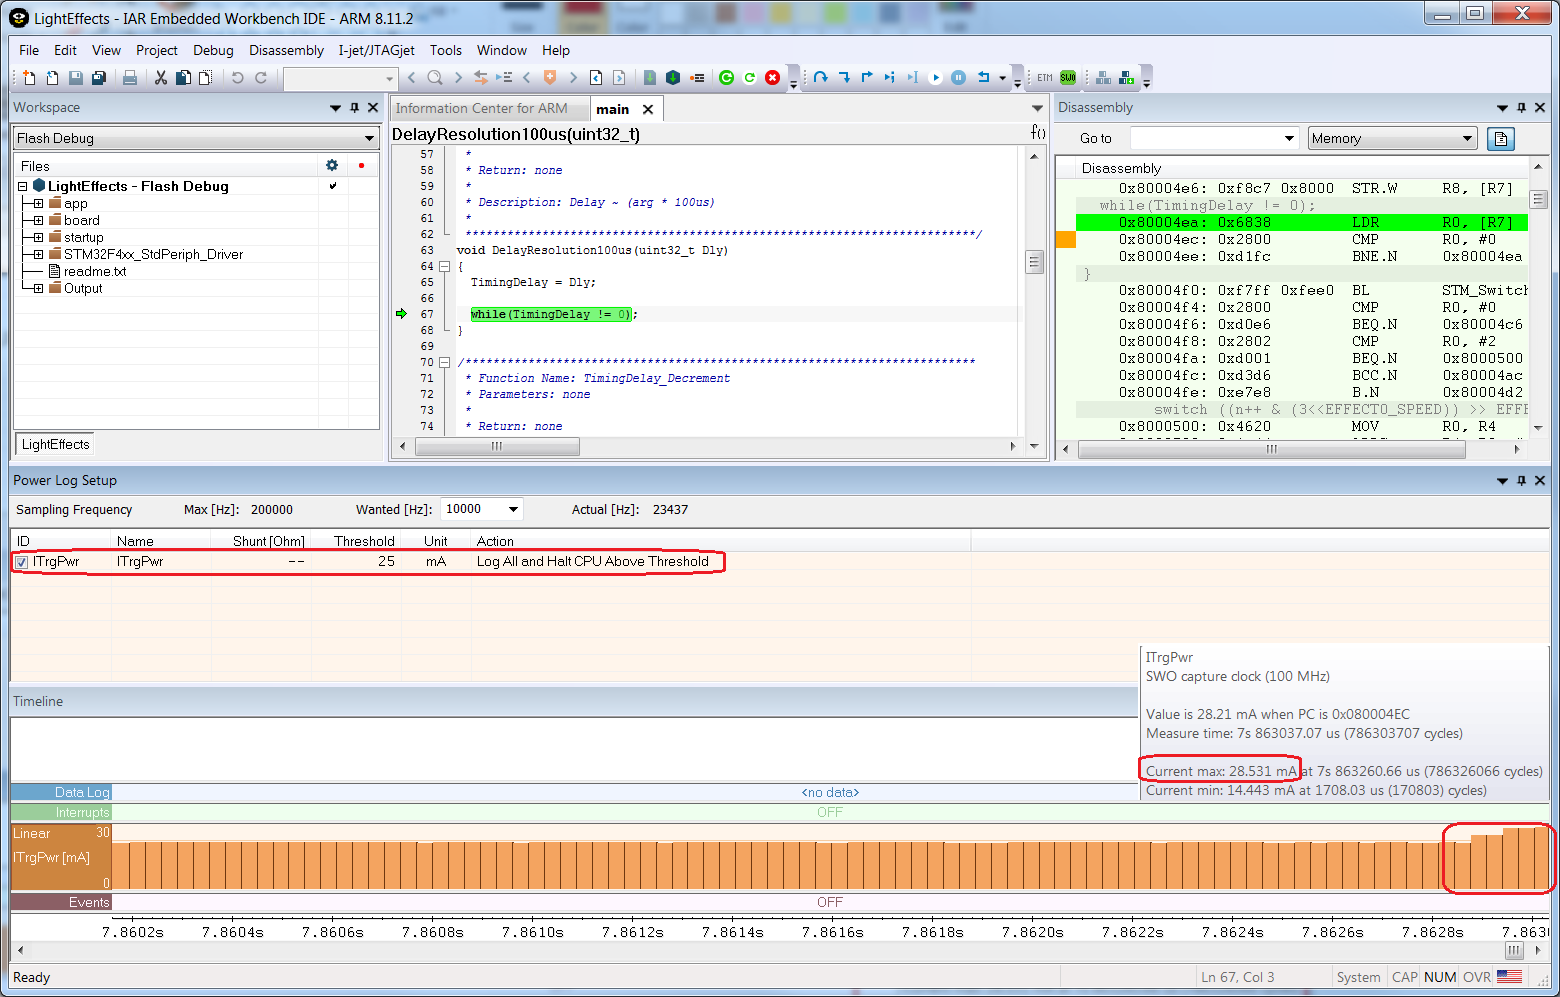 LightEffects - IAR Embedded Workbench IDE - ARM 8.11.2
File Edit View Project Debug Disassembly I-jet/JTAGjet Tools Window Help
ETM SWO
Workspace
Flash Debug
Files
LightEffects - Flash Debug
app
board
startup
STM32F4xx_StdPeriph_Driver
readme.txt
Output
LightEffects
Information Center for ARM main
DelayResolution100us(uint32_t) f()
57 *
58 * Return: none
59 *
60 * Description: Delay ~ (arg * 100us)
61 *
62 *************************************************************************/
63 void DelayResolution100us(uint32_t Dly)
64 {
65 TimingDelay = Dly;
66
67 while(TimingDelay != 0);
68 }
69
70 /*************************************************************************
71 * Function Name: TimingDelay_Decrement
72 * Parameters: none
73 *
74 * Return: none
Disassembly
Go to Memory
Disassembly
0x80004e6: 0xf8c7 0x8000 STR.W R8, [R7]
while(TimingDelay != 0);
0x80004ea: 0x6838 LDR R0, [R7]
0x80004ec: 0x2800 CMP R0, #0
0x80004ee: 0xd1fc BNE.N 0x80004ea
}
0x80004f0: 0xf7ff 0xfee0 BL STM_Switch
0x80004f4: 0x2800 CMP R0, #0
0x80004f6: 0xd0e6 BEQ.N 0x80004c6
0x80004f8: 0x2802 CMP R0, #2
0x80004fa: 0xd001 BEQ.N 0x8000500
0x80004fc: 0xd3d6 BCC.N 0x80004ac
0x80004fe: 0xe7e8 B.N 0x80004d2
switch ((n++ & (3<<EFFECT0_SPEED)) >> EFFE
0x8000500: 0x4620 MOV R0, R4
Power Log Setup
Sampling Frequency Max [Hz]: 200000 Wanted [Hz]: 10000 Actual [Hz]: 23437
ID Name Shunt [Ohm] Threshold Unit Action
ITrgPwr ITrgPwr -- 25 mA Log All and Halt CPU Above Threshold
ITrgPwr
SWO capture clock (100 MHz)
Value is 28.21 mA when PC is 0x080004EC
Measure time: 7s 863037.07 us (786303707 cycles)
Current max: 28.531 mA at 7s 863260.66 us (786326066 cycles)
Current min: 14.443 mA at 1708.03 us (170803) cycles)
Timeline
Data Log <no data>
Interrupts OFF
Linear 30
ITrgPwr [mA]
0
Events OFF
7.8602s 7.8604s 7.8606s 7.8608s 7.8610s 7.8612s 7.8614s 7.8616s 7.8618s 7.8620s 7.8622s 7.8624s 7.8626s 7.8628s 7.8630
Ready Ln 67, Col 3 System CAP NUM OVR